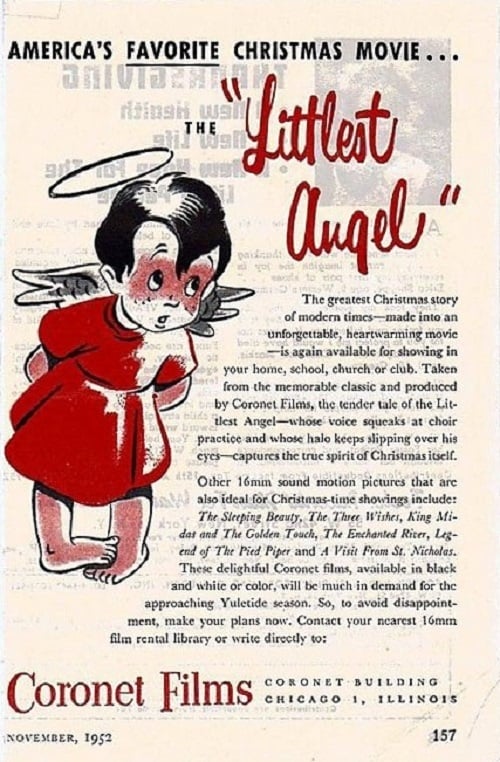 AMERICA'S FAVORITE CHRISTMAS MOVIE...
THE "Littlest
Angel"
The greatest Christmas story
of modern times—made into an
unforgettable, heartwarming movie
—is again available for showing in
your home, school, church or club. Taken
from the memorable classic and produced
by Coronet Films, the tender tale of the Lit-
tlest Angel—whose voice squeaks at choir
practice and whose halo keeps slipping over his
eyes—captures the true spirit of Christmas itself.
Other 16mm sound motion pictures that are
also ideal for Christmas-time showings include:
The Sleeping Beauty, The Three Wishes, King Mi-
das and The Golden Touch, The Enchanted River, Leg-
end of The Pied Piper and A Visit From St. Nicholas.
These delightful Coronet films, available in black
and white or color, will be much in demand for the
approaching Yuletide season. So, to avoid disappoint-
ment, make your plans now. Contact your nearest 16mm
film rental library or write directly to:
Coronet Films
CORONET BUILDING
CHICAGO 1, ILLINOIS
NOVEMBER, 1952
157